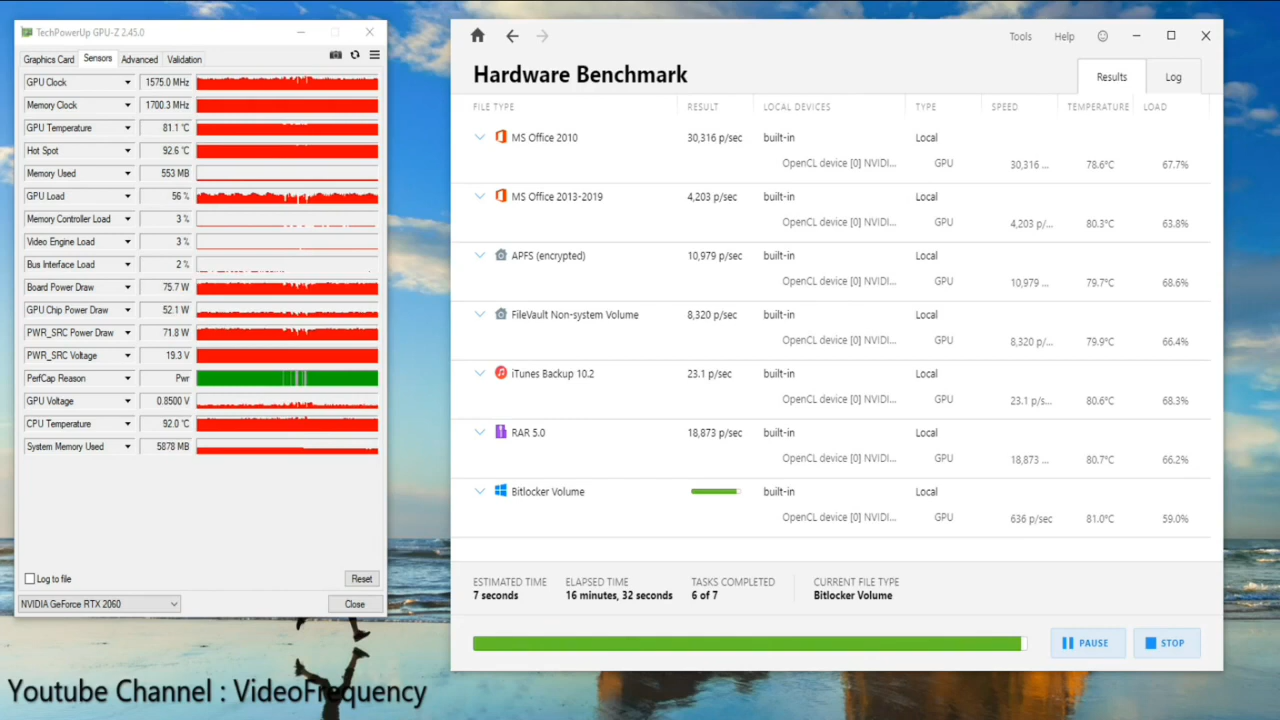 TechPowerUp GPU-Z 2.45.0
Graphics Card Sensors Advanced Validation
GPU Clock 1575.0 MHz
Memory Clock 1700.3 MHz
GPU Temperature 81.1 °C
Hot Spot 92.6 °C
Memory Used 553 MB
GPU Load 56 %
Memory Controller Load 3 %
Video Engine Load 3 %
Bus Interface Load 2 %
Board Power Draw 75.7 W
GPU Chip Power Draw 52.1 W
PWR_SRC Power Draw 71.8 W
PWR_SRC Voltage 19.3 V
PerfCap Reason Pwr
GPU Voltage 0.8500 V
CPU Temperature 92.0 °C
System Memory Used 5878 MB
Log to file Reset
NVIDIA GeForce RTX 2060 Close
Tools Help
Hardware Benchmark Results Log
FILE TYPE RESULT LOCAL DEVICES TYPE SPEED TEMPERATURE LOAD
MS Office 2010 30,316 p/sec built-in Local
OpenCL device [0] NVIDI... GPU 30,316 ... 78.6°C 67.7%
MS Office 2013-2019 4,203 p/sec built-in Local
OpenCL device [0] NVIDI... GPU 4,203 p/... 80.3°C 63.8%
APFS (encrypted) 10,979 p/sec built-in Local
OpenCL device [0] NVIDI... GPU 10,979 ... 79.7°C 68.6%
FileVault Non-system Volume 8,320 p/sec built-in Local
OpenCL device [0] NVIDI... GPU 8,320 p/... 79.9°C 66.4%
iTunes Backup 10.2 23.1 p/sec built-in Local
OpenCL device [0] NVIDI... GPU 23.1 p/s... 80.6°C 68.3%
RAR 5.0 18,873 p/sec built-in Local
OpenCL device [0] NVIDI... GPU 18,873 ... 80.7°C 66.2%
Bitlocker Volume built-in Local
OpenCL device [0] NVIDI... GPU 636 p/sec 81.0°C 59.0%
ESTIMATED TIME ELAPSED TIME TASKS COMPLETED CURRENT FILE TYPE
7 seconds 16 minutes, 32 seconds 6 of 7 Bitlocker Volume
PAUSE STOP
Youtube Channel : VideoFrequency